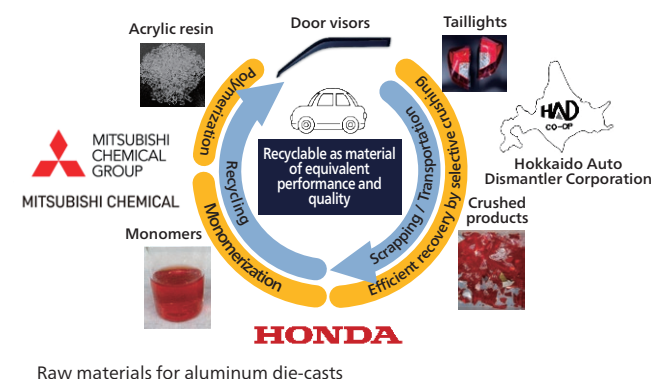 Acrylic resin
Door visors
Taillights
Polymerization
Recycling
Monomerization
Scrapping / Transportation
Efficient recovery by selective crushing
Recyclable as material
of equivalent
performance and
quality
HAD
CO-OP
Hokkaido Auto
Dismantler Corporation
MITSUBISHI
CHEMICAL
GROUP
MITSUBISHI CHEMICAL
Monomers
Crushed
products
HONDA
Raw materials for aluminum die-casts